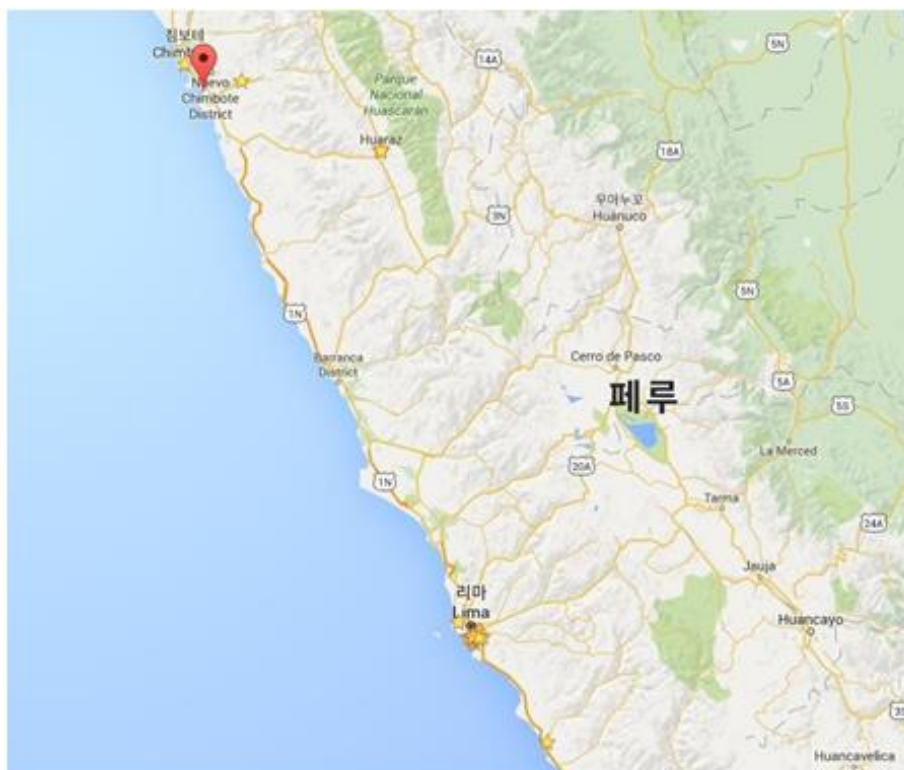 침보테
5N
14A
Nuevo
Chimbote
District
Parque
Nacional
Huascarán
Huaraz
18A
우아누코
Huánuco
3N
5N
1N
Barranca
District
Cerro de Pasco
페루
5A
5S
La Merced
20A
1N
Tarma
24A
Jauja
리마
Lima
Huancayo
Huancavelica